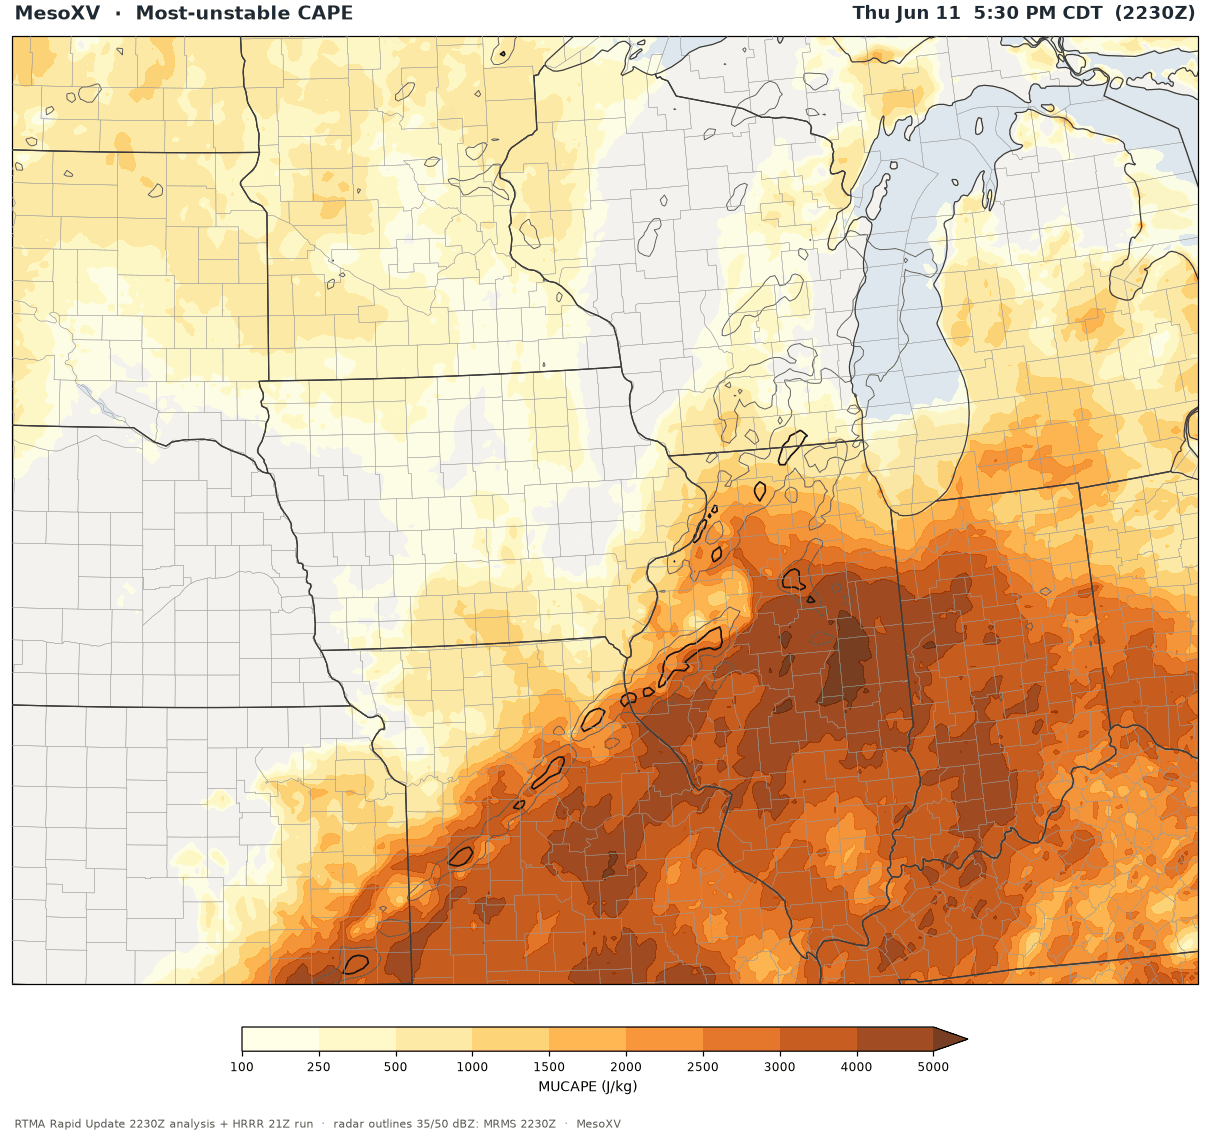 MesoXV · Most-unstable CAPE
Thu Jun 11 5:30 PM CDT (2230Z)
100 250 500 1000 1500 2000 2500 3000 4000 5000
MUCAPE (J/kg)
RTMA Rapid Update 2230Z analysis + HRRR 21Z run · radar outlines 35/50 dBZ: MRMS 2230Z · MesoXV